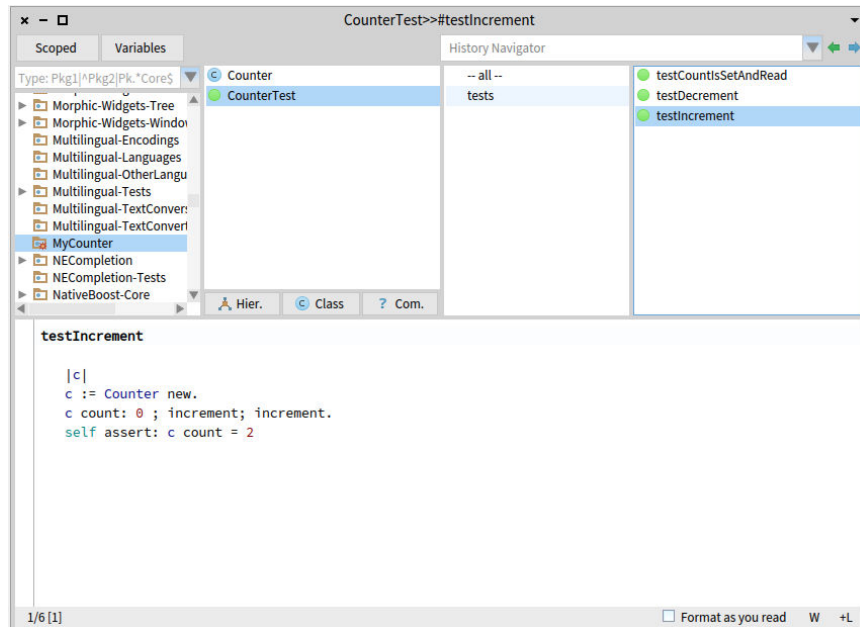 CounterTest>>#testIncrement
Scoped Variables History Navigator
Type: Pkg1|^Pkg2|Pk.*Core$
Morphic-Widgets-Tree
Morphic-Widgets-Windov
Multilingual-Encodings
Multilingual-Languages
Multilingual-OtherLangu
Multilingual-Tests
Multilingual-TextConver
Multilingual-TextConvert
MyCounter
NECompletion
NECompletion-Tests
NativeBoost-Core
Counter
CounterTest
Hier. Class ? Com.
-- all --
tests
testCountIsSetAndRead
testDecrement
testIncrement
testIncrement
|c|
c := Counter new.
c count: 0 ; increment; increment.
self assert: c count = 2
1/6 [1] Format as you read W +L